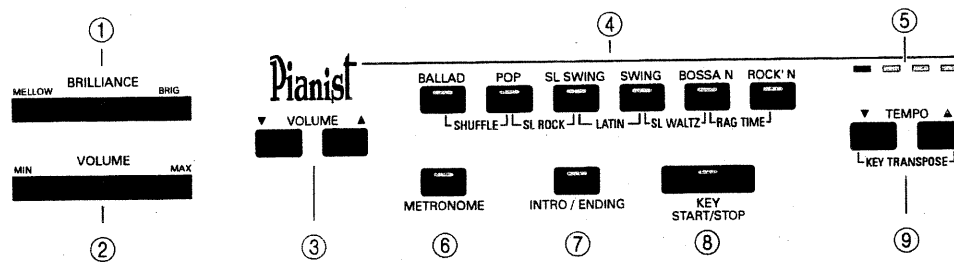 ① ④ ⑤
BRILLIANCE
MELLOW BRIG
Pianist
BALLAD POP SL SWING SWING BOSSA N ROCK' N
▼ VOLUME ▲
▼ TEMPO ▲
SHUFFLE SL ROCK LATIN SL WALTZ RAG TIME
VOLUME
MIN MAX
KEY TRANSPOSE
METRONOME INTRO / ENDING KEY
START/STOP
② ③ ⑥ ⑦ ⑧ ⑨